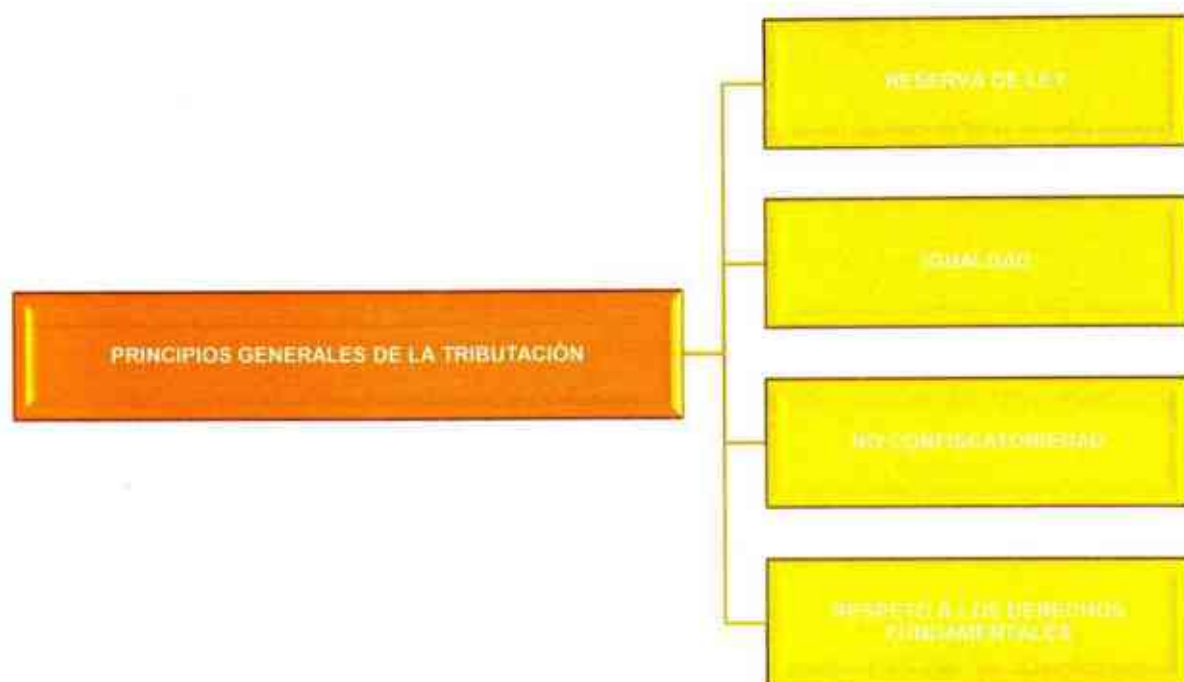 RESERVA DE LEY
IGUALDAD
PRINCIPIOS GENERALES DE LA TRIBUTACIÓN
NO CONFISCATORIEDAD
RESPETO A LOS DERECHOS
FUNDAMENTALES